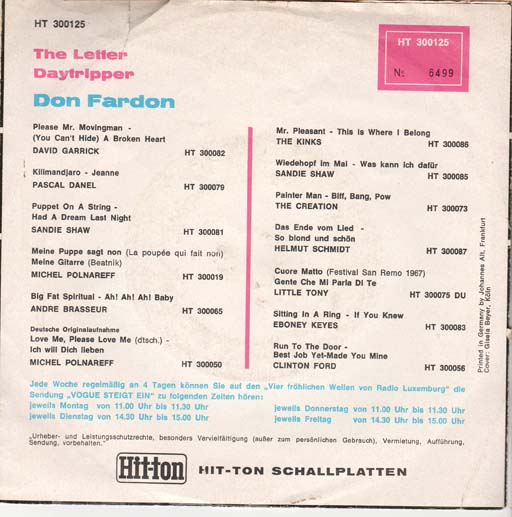 HT 300125
The Letter
Daytripper
Don Fardon
HT 300125
No 6499
Please Mr. Movingman -
(You Can't Hide) A Broken Heart
DAVID GARRICK HT 300082
Kilimandjaro - Jeanne
PASCAL DANEL HT 300079
Puppet On A String -
Had A Dream Last Night
SANDIE SHAW HT 300081
Meine Puppe sagt non (La poupée qui fait non)
Meine Gitarre (Beatnik)
MICHEL POLNAREFF HT 300019
Big Fat Spiritual - Ah! Ah! Ah! Baby
ANDRE BRASSEUR HT 300065
Deutsche Originalaufnahme
Love Me, Please Love Me (dtsch.) -
Ich will Dich lieben
MICHEL POLNAREFF HT 300050
Mr. Pleasant - This is Where I Belong
THE KINKS HT 300086
Wiedehopf im Mai - Was kann ich dafür
SANDIE SHAW HT 300085
Painter Man - Biff, Bang, Pow
THE CREATION HT 300073
Das Ende vom Lied -
So blond und schön
HELMUT SCHMIDT HT 300087
Cuore Matto (Festival San Remo 1967)
Gente Che Mi Parla Di Te
LITTLE TONY HT 300075 DU
Sitting In A Ring - If You Knew
EBONEY KEYES HT 300083
Run To The Door -
Best Job Yet-Made You Mine
CLINTON FORD HT 300056
Printed in Germany by Johannes Alt, Frankfurt
Cover: Gisela Beyer, Köln
Jede Woche regelmäßig an 4 Tagen können Sie auf den „Vier fröhlichen Wellen von Radio Luxemburg" die
Sendung „VOGUE STEIGT EIN" zu folgenden Zeiten hören:
jeweils Montag von 11.00 Uhr bis 11.30 Uhr
jeweils Dienstag von 14.30 Uhr bis 15.00 Uhr
jeweils Donnerstag von 11.00 Uhr bis 11.30 Uhr
jeweils Freitag von 14.30 Uhr bis 15.00 Uhr
„Urheber- und Leistungsschutzrechte, besonders Vervielfältigung (außer zum persönlichen Gebrauch), Vermietung, Aufführung,
Sendung, vorbehalten."
Hit-ton HIT-TON SCHALLPLATTEN